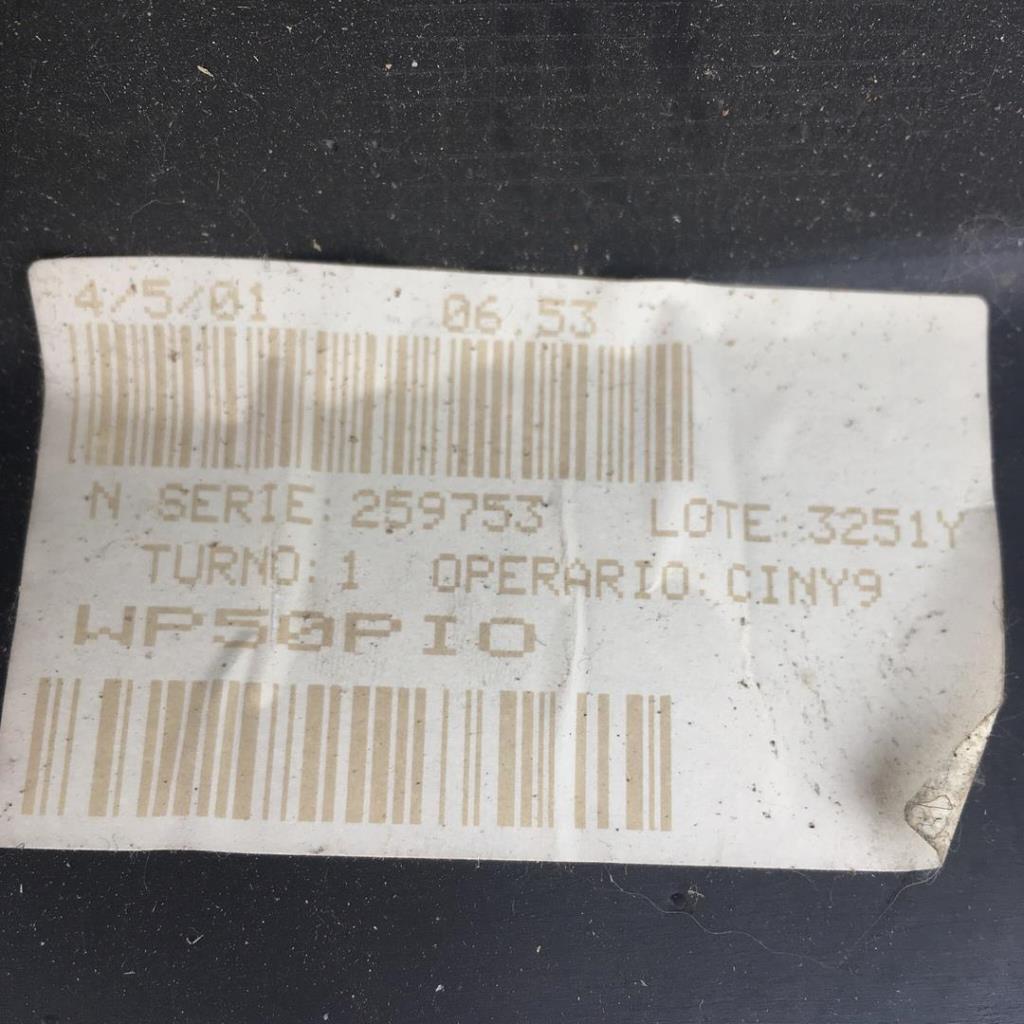 4/5/01 06.53
N SERIE 259753 LOTE: 3251Y
TURNO: 1 OPERARIO: CINY9
WP50PIO